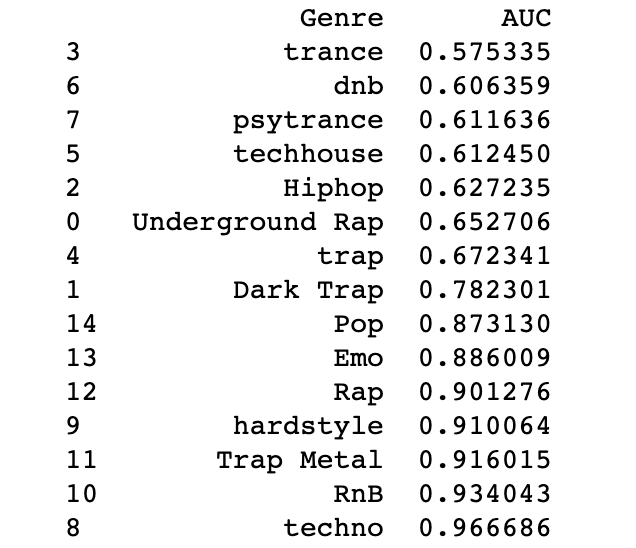 Genre AUC
3 trance 0.575335
6 dnb 0.606359
7 psytrance 0.611636
5 techhouse 0.612450
2 Hiphop 0.627235
0 Underground Rap 0.652706
4 trap 0.672341
1 Dark Trap 0.782301
14 Pop 0.873130
13 Emo 0.886009
12 Rap 0.901276
9 hardstyle 0.910064
11 Trap Metal 0.916015
10 RnB 0.934043
8 techno 0.966686